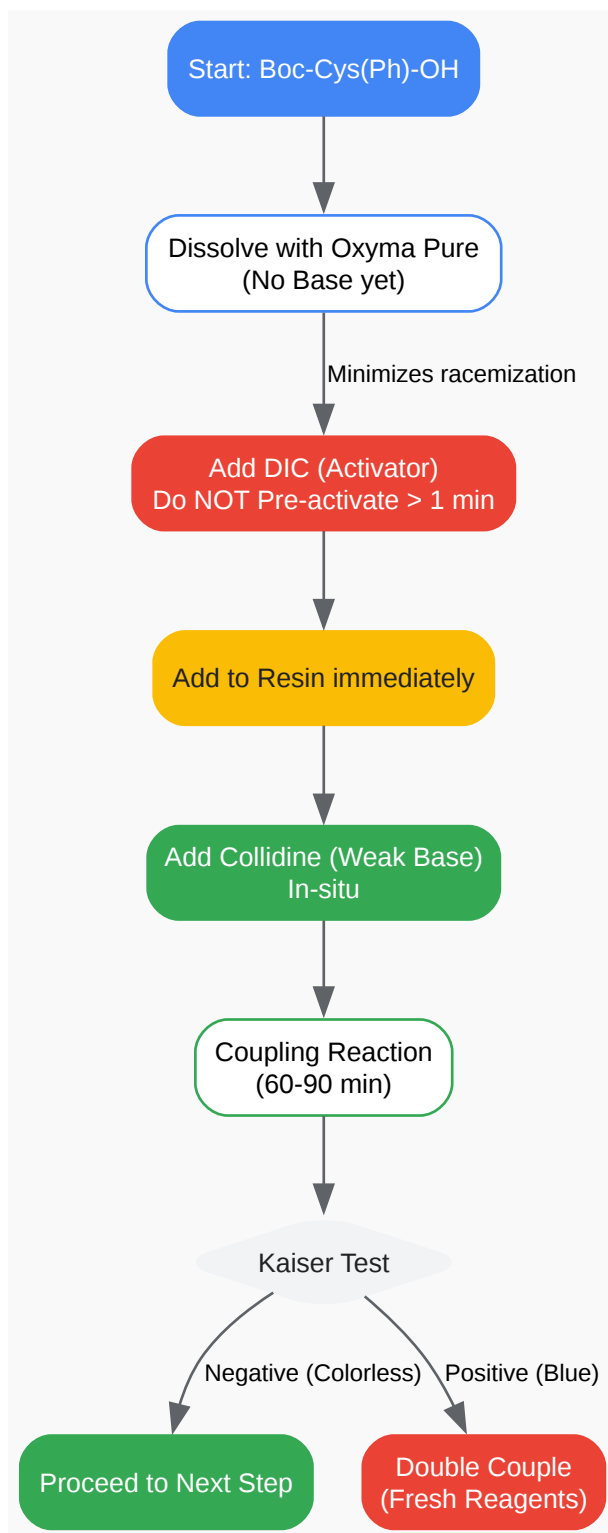 Start: Boc-Cys(Ph)-OH
Dissolve with Oxyma Pure
(No Base yet)
Minimizes racemization
Add DIC (Activator)
Do NOT Pre-activate > 1 min
Add to Resin immediately
Add Collidine (Weak Base)
In-situ
Coupling Reaction
(60-90 min)
Kaiser Test
Negative (Colorless)
Positive (Blue)
Proceed to Next Step
Double Couple
(Fresh Reagents)